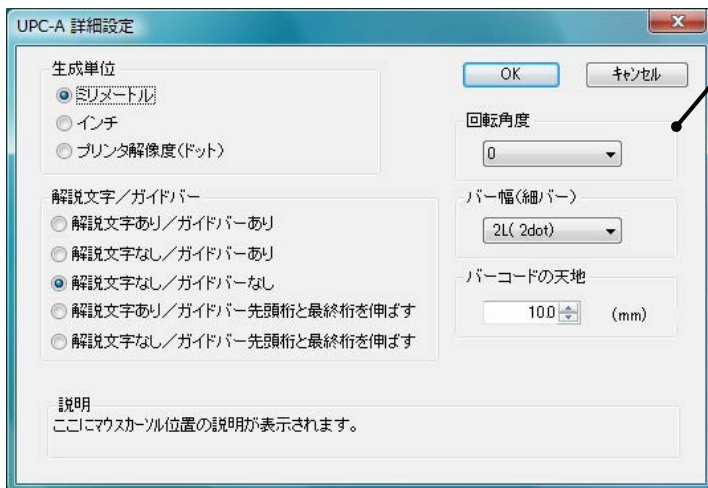 UPC-A 詳細設定
生成単位
ミリメートル
インチ
プリンタ解像度(ドット)
OK
キャンセル
回転角度
0
解説文字/ガイドバー
解説文字あり/ガイドバーあり
解説文字なし/ガイドバーあり
解説文字なし/ガイドバーなし
解説文字あり/ガイドバー先頭桁と最終桁を伸ばす
解説文字なし/ガイドバー先頭桁と最終桁を伸ばす
バー幅(細バー)
2L( 2dot)
バーコードの天地
10.0 (mm)
説明
ここにマウスカーソル位置の説明が表示されます。